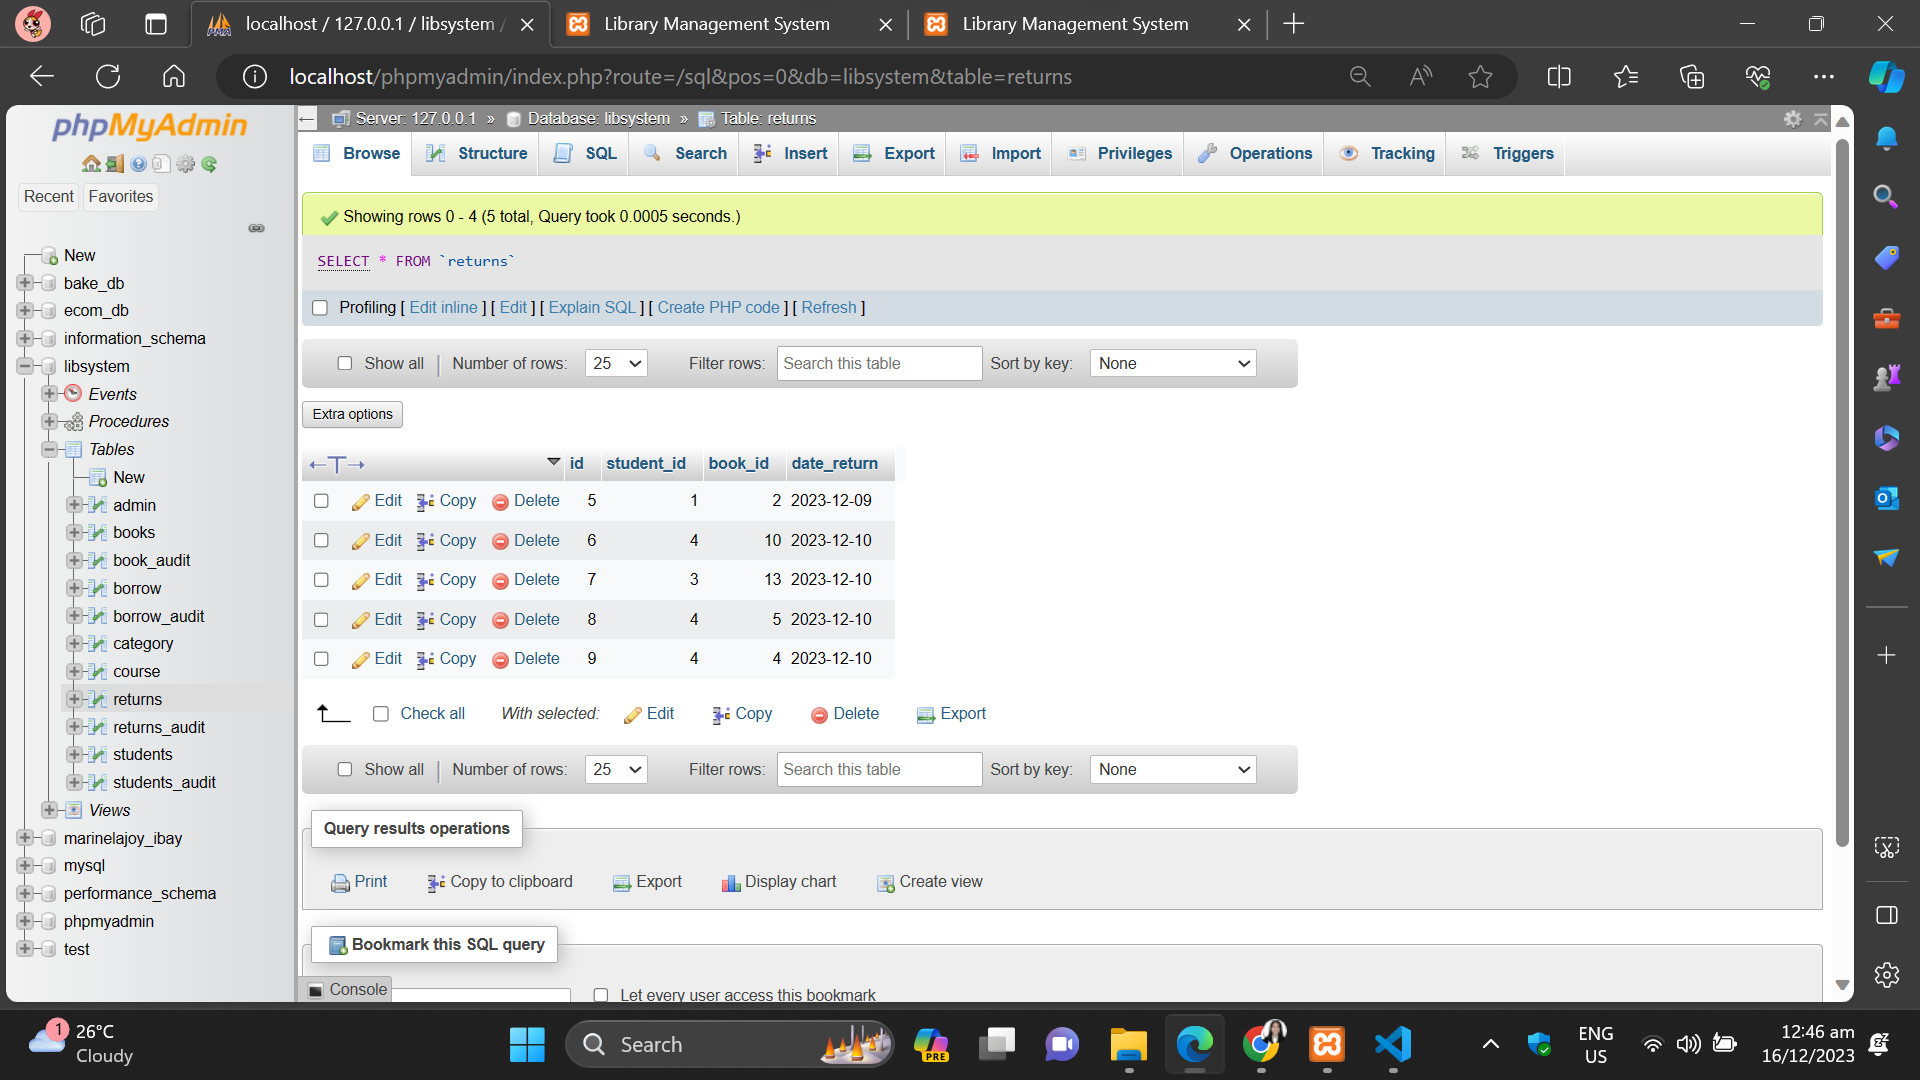 localhost / 127.0.0.1 / libsystem /
Library Management System
Library Management System
localhost/phpmyadmin/index.php?route=/sql&pos=0&db=libsystem&table=returns
phpMyAdmin
Recent
Favorites
New
bake_db
ecom_db
information_schema
libsystem
Events
Procedures
Tables
New
admin
books
book_audit
borrow
borrow_audit
category
course
returns
returns_audit
students
students_audit
Views
marinelajoy_ibay
mysql
performance_schema
phpmyadmin
test
Server: 127.0.0.1 » Database: libsystem » Table: returns
Browse Structure SQL Search Insert Export Import Privileges Operations Tracking Triggers
Showing rows 0 - 4 (5 total, Query took 0.0005 seconds.)
SELECT * FROM `returns`
Profiling [ Edit inline ] [ Edit ] [ Explain SQL ] [ Create PHP code ] [ Refresh ]
Show all Number of rows: 25 Filter rows: Search this table Sort by key: None
Extra options
id student_id book_id date_return
Edit Copy Delete 5 1 2 2023-12-09
Edit Copy Delete 6 4 10 2023-12-10
Edit Copy Delete 7 3 13 2023-12-10
Edit Copy Delete 8 4 5 2023-12-10
Edit Copy Delete 9 4 4 2023-12-10
Check all With selected: Edit Copy Delete Export
Show all Number of rows: 25 Filter rows: Search this table Sort by key: None
Query results operations
Print Copy to clipboard Export Display chart Create view
Bookmark this SQL query
Console
Let every user access this bookmark
1
26°C
Cloudy
Search
PRE
ENG
US
12:46 am
16/12/2023